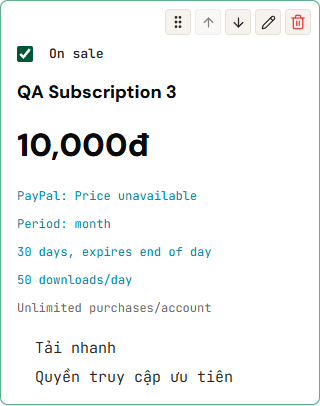 On sale
QA Subscription 3
10,000đ
PayPal: Price unavailable
Period: month
30 days, expires end of day
50 downloads/day
Unlimited purchases/account
Tải nhanh
Quyền truy cập ưu tiên